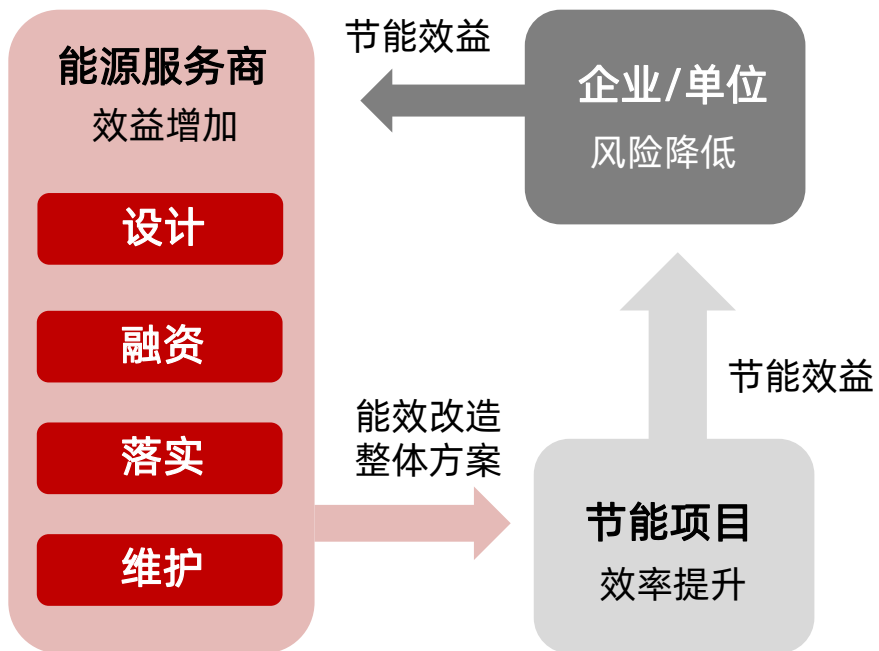 能源服务商
效益增加
设计
融资
落实
维护
节能效益
企业/单位
风险降低
节能效益
能效改造
整体方案
节能项目
效率提升